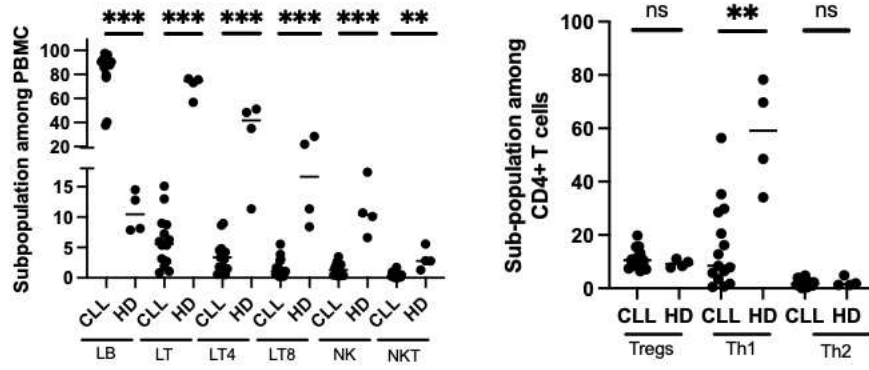 *** *** *** *** *** **
Subpopulation among PBMC
100
80
60
40
20
15
10
5
0
CLL HD CLL HD CLL HD CLL HD CLL HD CLL HD
LB LT LT4 LT8 NK NKT
ns ** ns
Sub-population among
CD4+ T cells
100
80
60
40
20
0
CLL HD CLL HD CLL HD
Tregs Th1 Th2